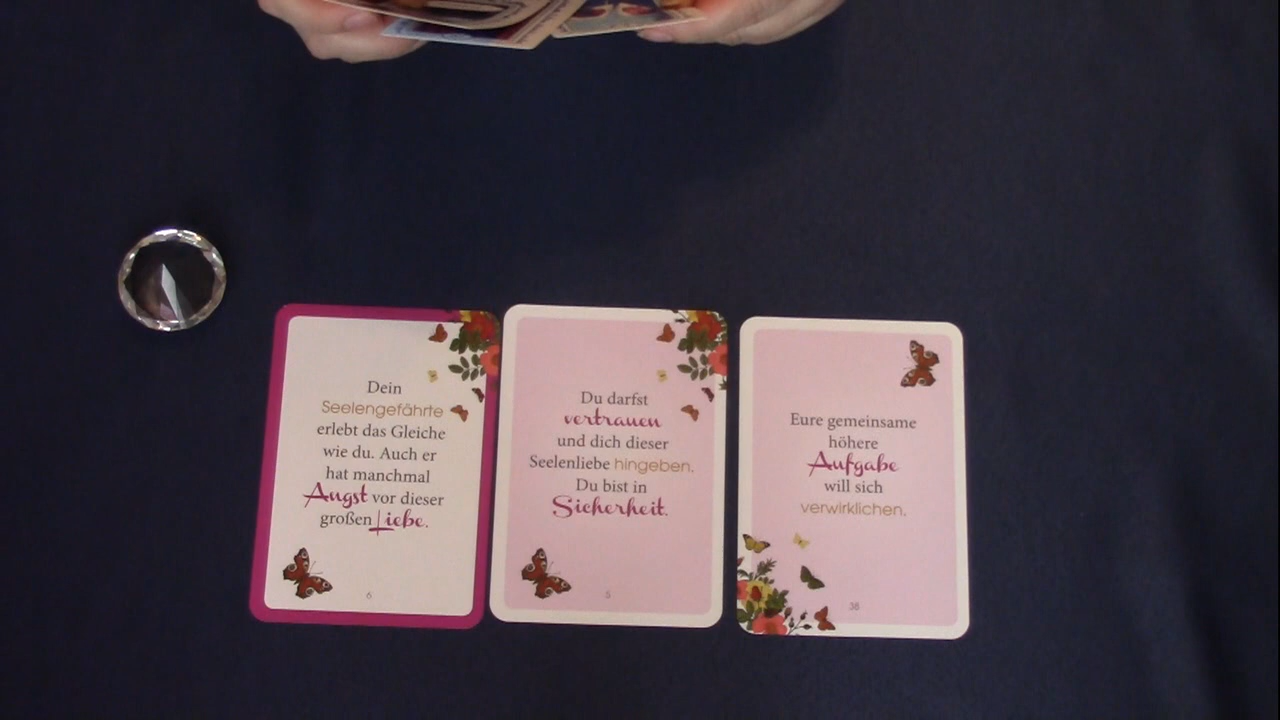 Dein
Seelengefährte
erlebt das Gleiche
wie du. Auch er
hat manchmal
Angst vor dieser
großen Liebe.
6
Du darfst
vertrauen
und dich dieser
Seelenliebe hingeben.
Du bist in
Sicherheit.
5
Eure gemeinsame
höhere
Aufgabe
will sich
verwirklichen.
38